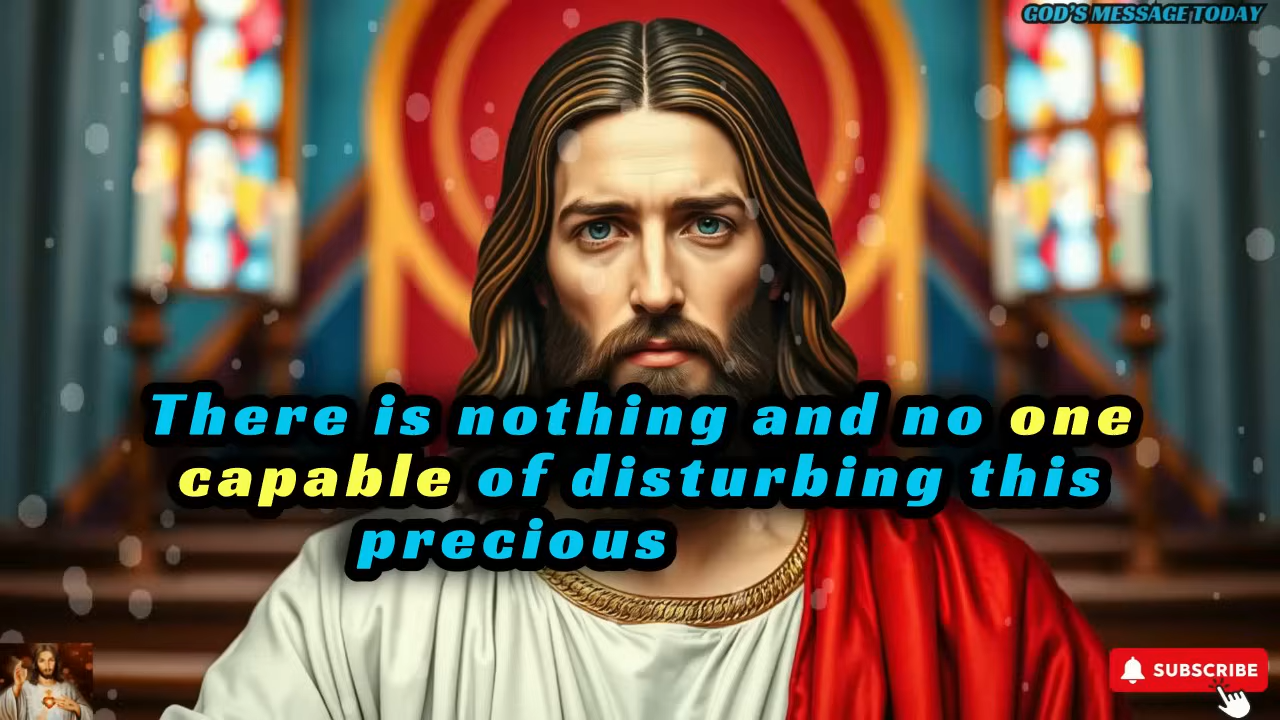 GOD'S MESSAGE TODAY
There is nothing and no one
capable of disturbing this
precious
SUBSCRIBE